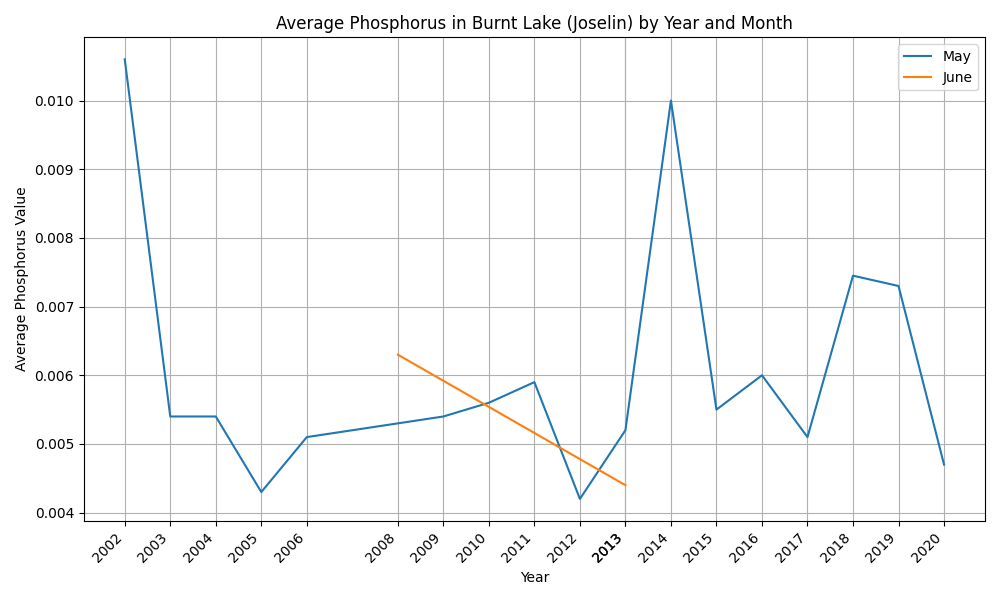 Average Phosphorus in Burnt Lake (Joselin) by Year and Month
May
June
Average Phosphorus Value
0.010
0.009
0.008
0.007
0.006
0.005
0.004
2002 2003 2004 2005 2006 2008 2009 2010 2011 2012 2013 2014 2015 2016 2017 2018 2019 2020
Year